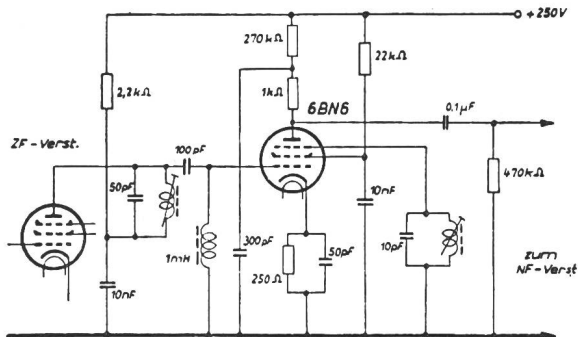 +250V
270kΩ
22kΩ
2,2kΩ
1kΩ
6BN6
0.1µF
ZF-Verst.
100pF
50pF
470kΩ
10nF
1mH
300pF
50pF
10pF
250Ω
10nF
zum
NF-Verst